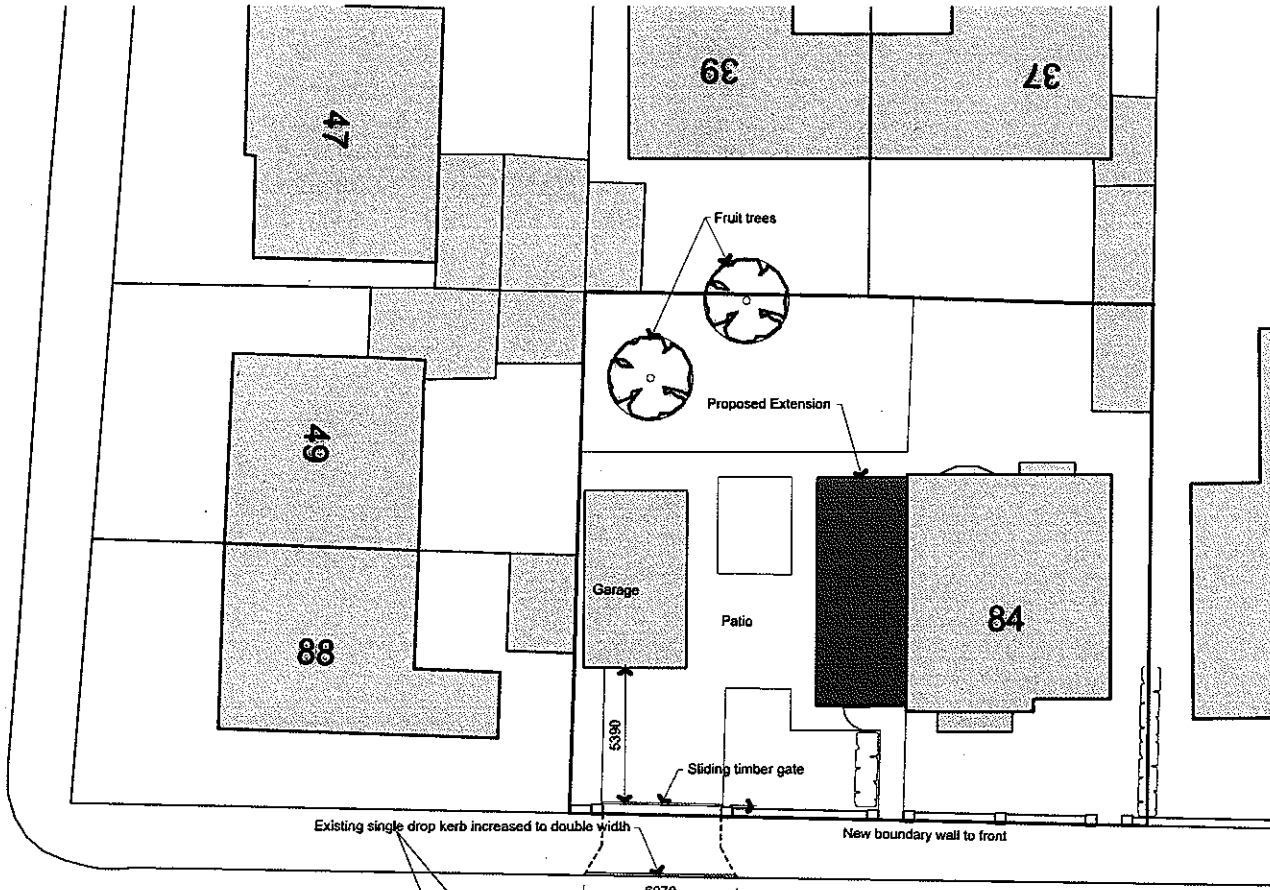 39
37
47
Fruit trees
Proposed Extension
49
Garage
Patio
84
88
5390
Sliding timber gate
Existing single drop kerb increased to double width
New boundary wall to front